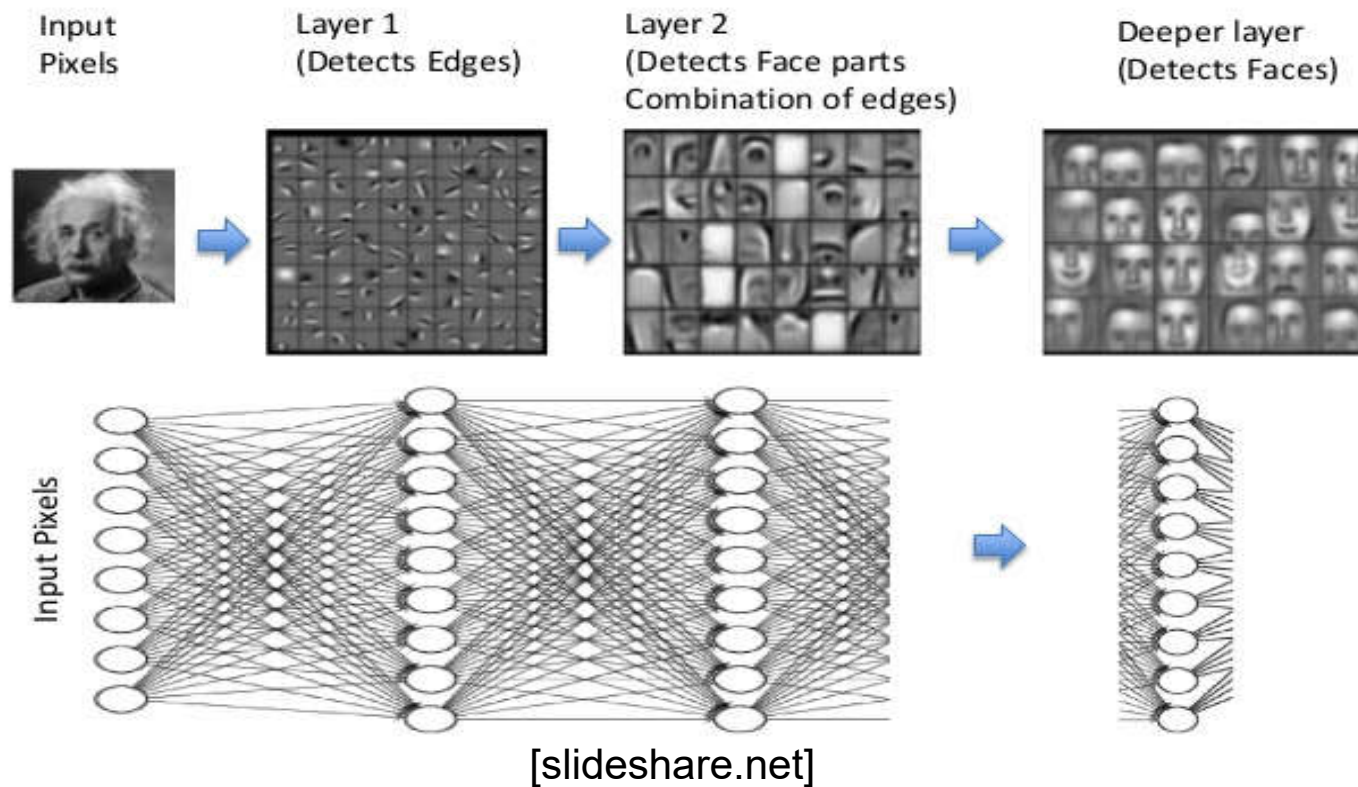 Input
Pixels
Layer 1
(Detects Edges)
Layer 2
(Detects Face parts
Combination of edges)
Deeper layer
(Detects Faces)
Input Pixels
[slideshare.net]